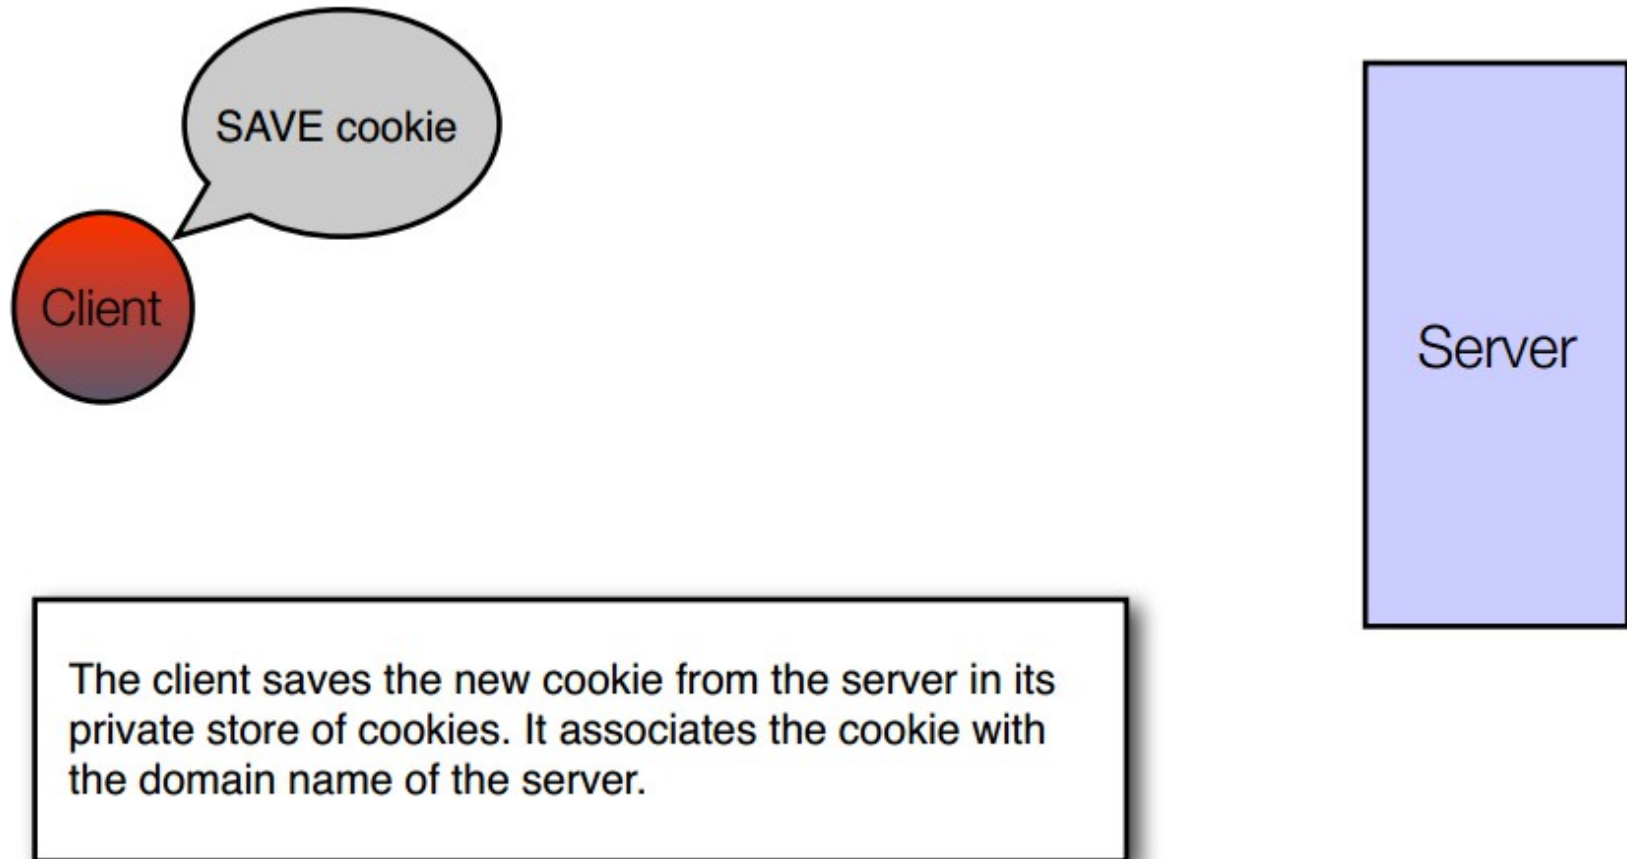 SAVE cookie
Client
Server
The client saves the new cookie from the server in its
private store of cookies. It associates the cookie with
the domain name of the server.